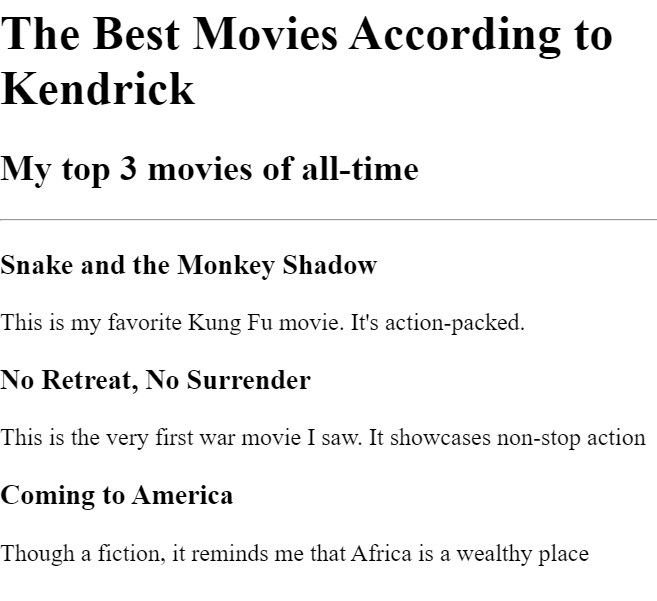 The Best Movies According to
Kendrick
My top 3 movies of all-time
Snake and the Monkey Shadow
This is my favorite Kung Fu movie. It's action-packed.
No Retreat, No Surrender
This is the very first war movie I saw. It showcases non-stop action
Coming to America
Though a fiction, it reminds me that Africa is a wealthy place